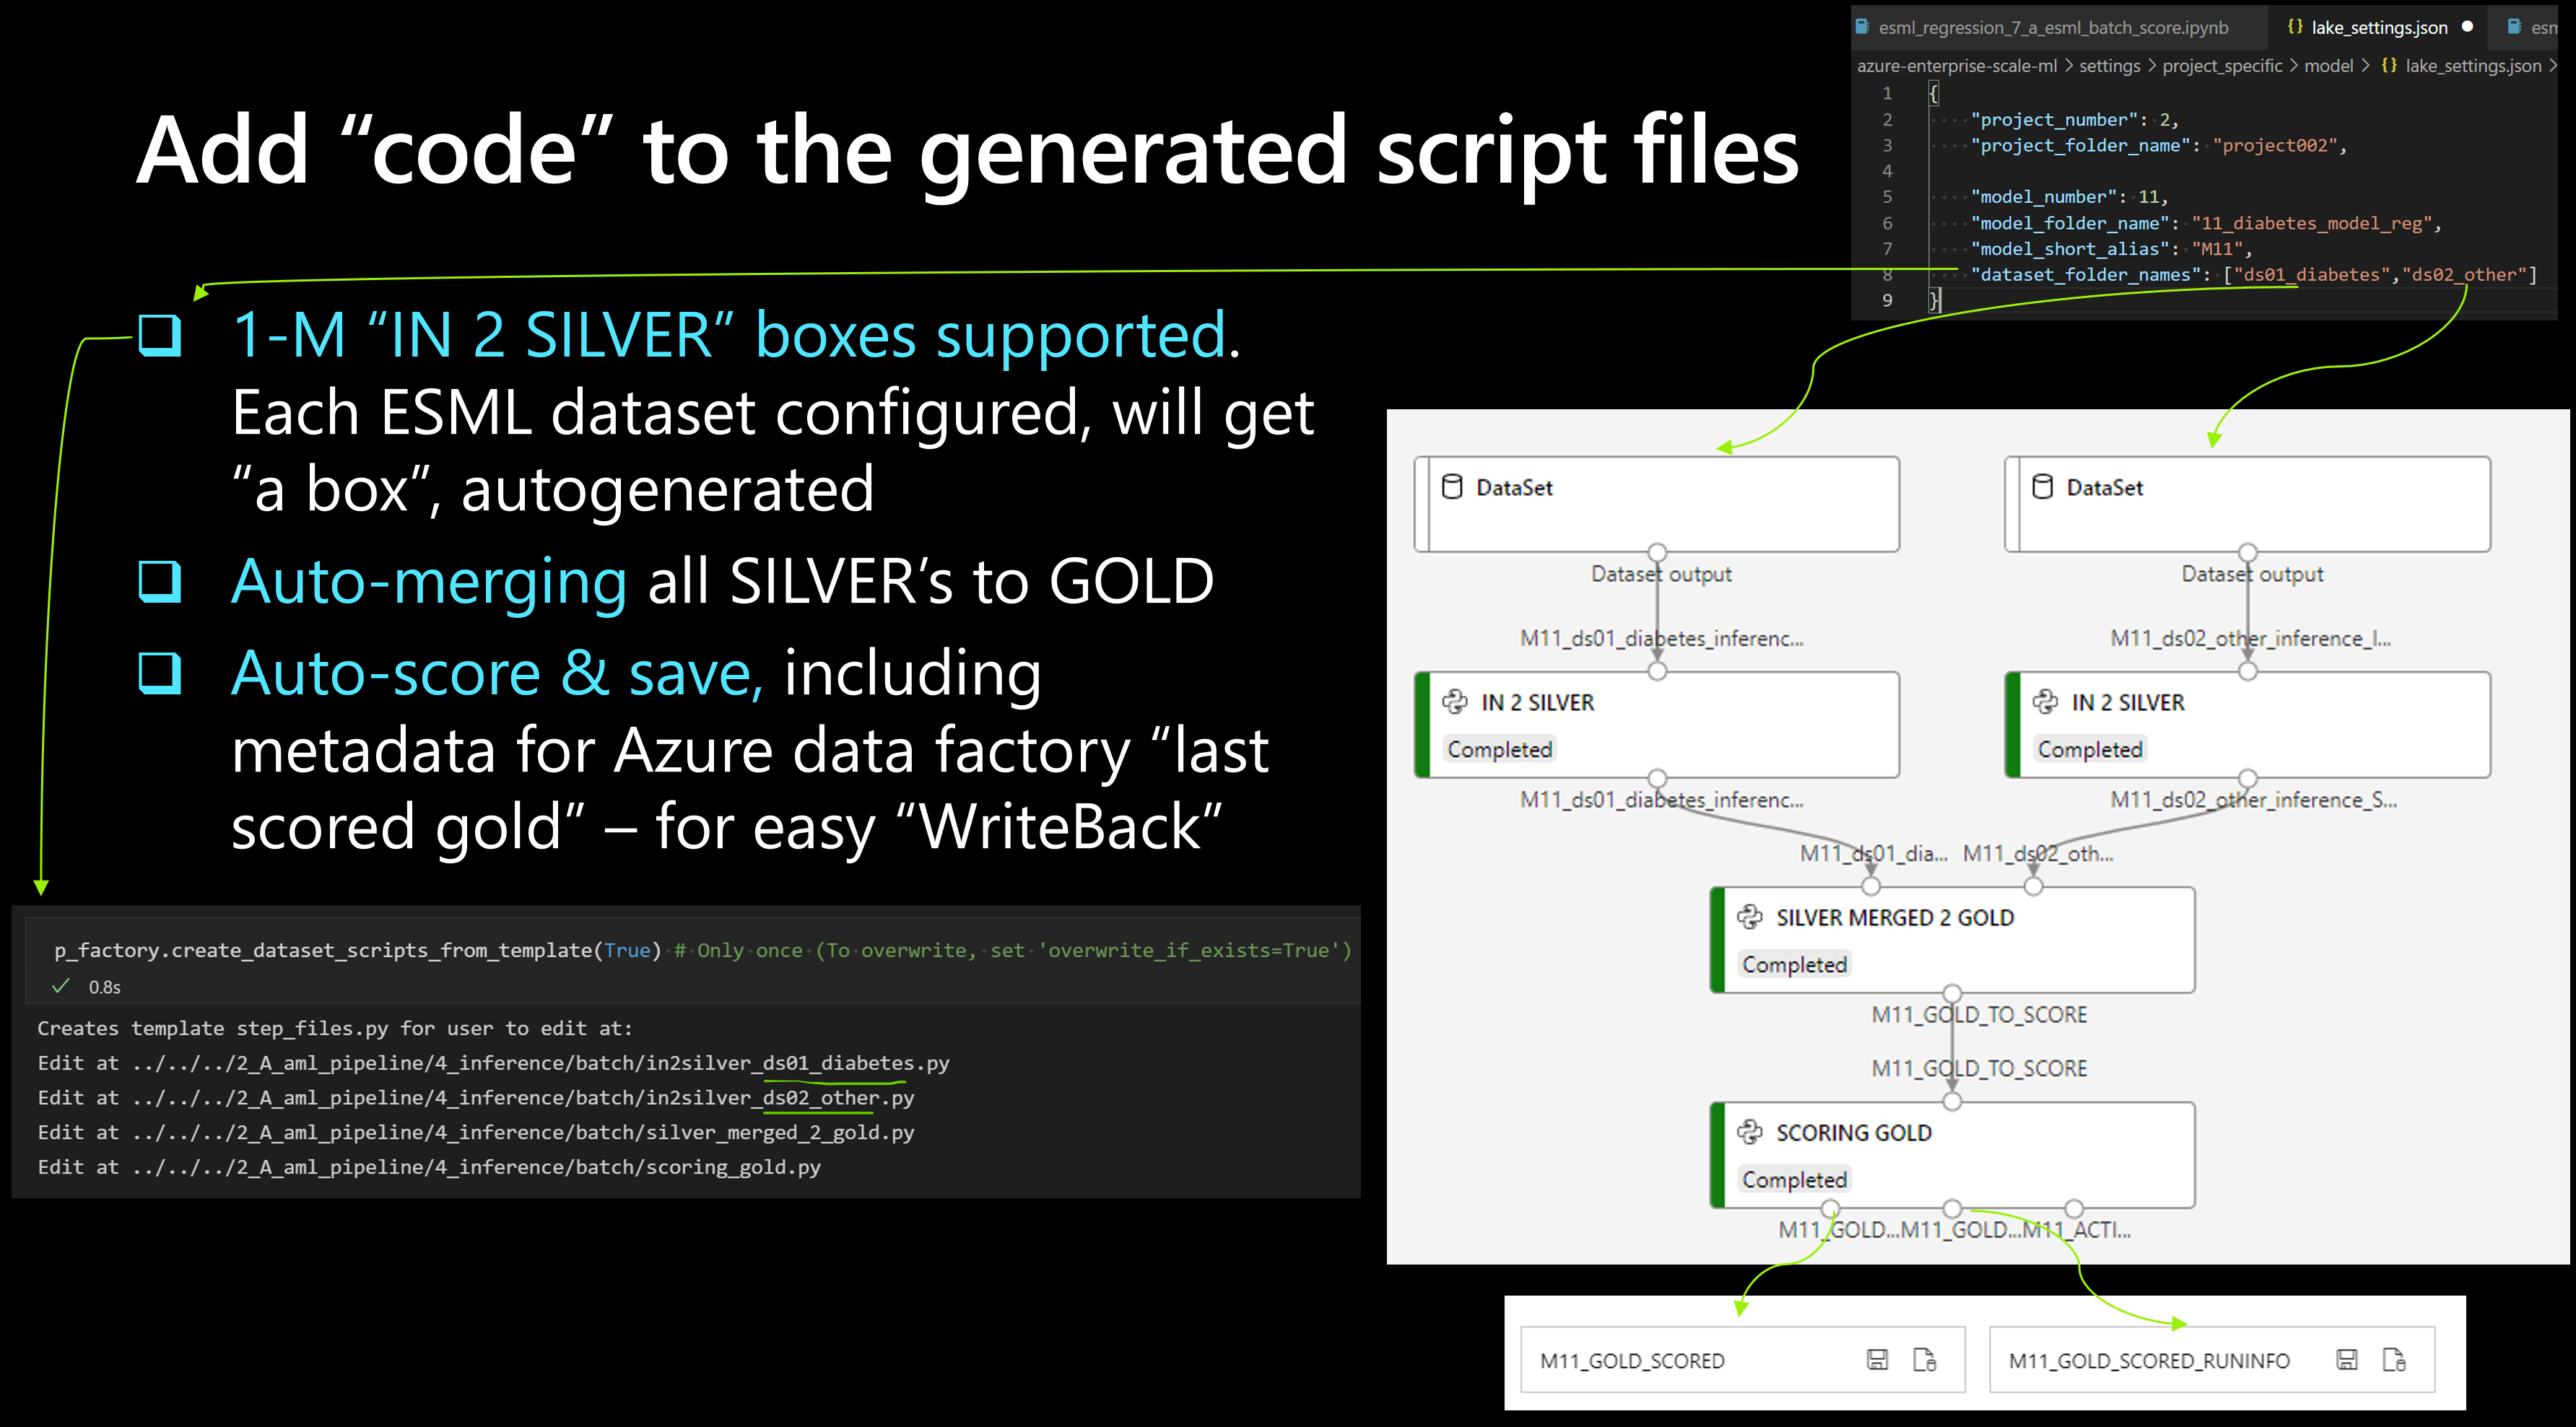 Add “code” to the generated script files
esml_regression_7_a_esml_batch_score.ipynb
{} lake_settings.json
azure-enterprise-scale-ml > settings > project_specific > model > {} lake_settings.json >
1 {
2 "project_number": 2,
3 "project_folder_name": "project002",
4
5 "model_number": 11,
6 "model_folder_name": "11_diabetes_model_reg",
7 "model_short_alias": "M11",
8 "dataset_folder_names": ["ds01_diabetes","ds02_other"]
9 }
1-M “IN 2 SILVER” boxes supported.
Each ESML dataset configured, will get
“a box”, autogenerated
Auto-merging all SILVER’s to GOLD
Auto-score & save, including
metadata for Azure data factory “last
scored gold” – for easy “WriteBack”
p_factory.create_dataset_scripts_from_template(True) # Only once (To overwrite, set 'overwrite_if_exists=True')
0.8s
Creates template step_files.py for user to edit at:
Edit at ../../../2_A_aml_pipeline/4_inference/batch/in2silver_ds01_diabetes.py
Edit at ../../../2_A_aml_pipeline/4_inference/batch/in2silver_ds02_other.py
Edit at ../../../2_A_aml_pipeline/4_inference/batch/silver_merged_2_gold.py
Edit at ../../../2_A_aml_pipeline/4_inference/batch/scoring_gold.py
DataSet
DataSet
Dataset output
Dataset output
M11_ds01_diabetes_inferenc...
M11_ds02_other_inference_I...
IN 2 SILVER
Completed
IN 2 SILVER
Completed
M11_ds01_diabetes_inferenc...
M11_ds02_other_inference_S...
M11_ds01_dia...
M11_ds02_oth...
SILVER MERGED 2 GOLD
Completed
M11_GOLD_TO_SCORE
M11_GOLD_TO_SCORE
SCORING GOLD
Completed
M11_GOLD...
M11_GOLD...
M11_ACTI...
M11_GOLD_SCORED
M11_GOLD_SCORED_RUNINFO